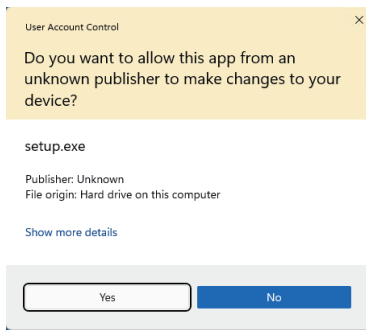 User Account Control
Do you want to allow this app from an
unknown publisher to make changes to your
device?
setup.exe
Publisher: Unknown
File origin: Hard drive on this computer
Show more details
Yes
No